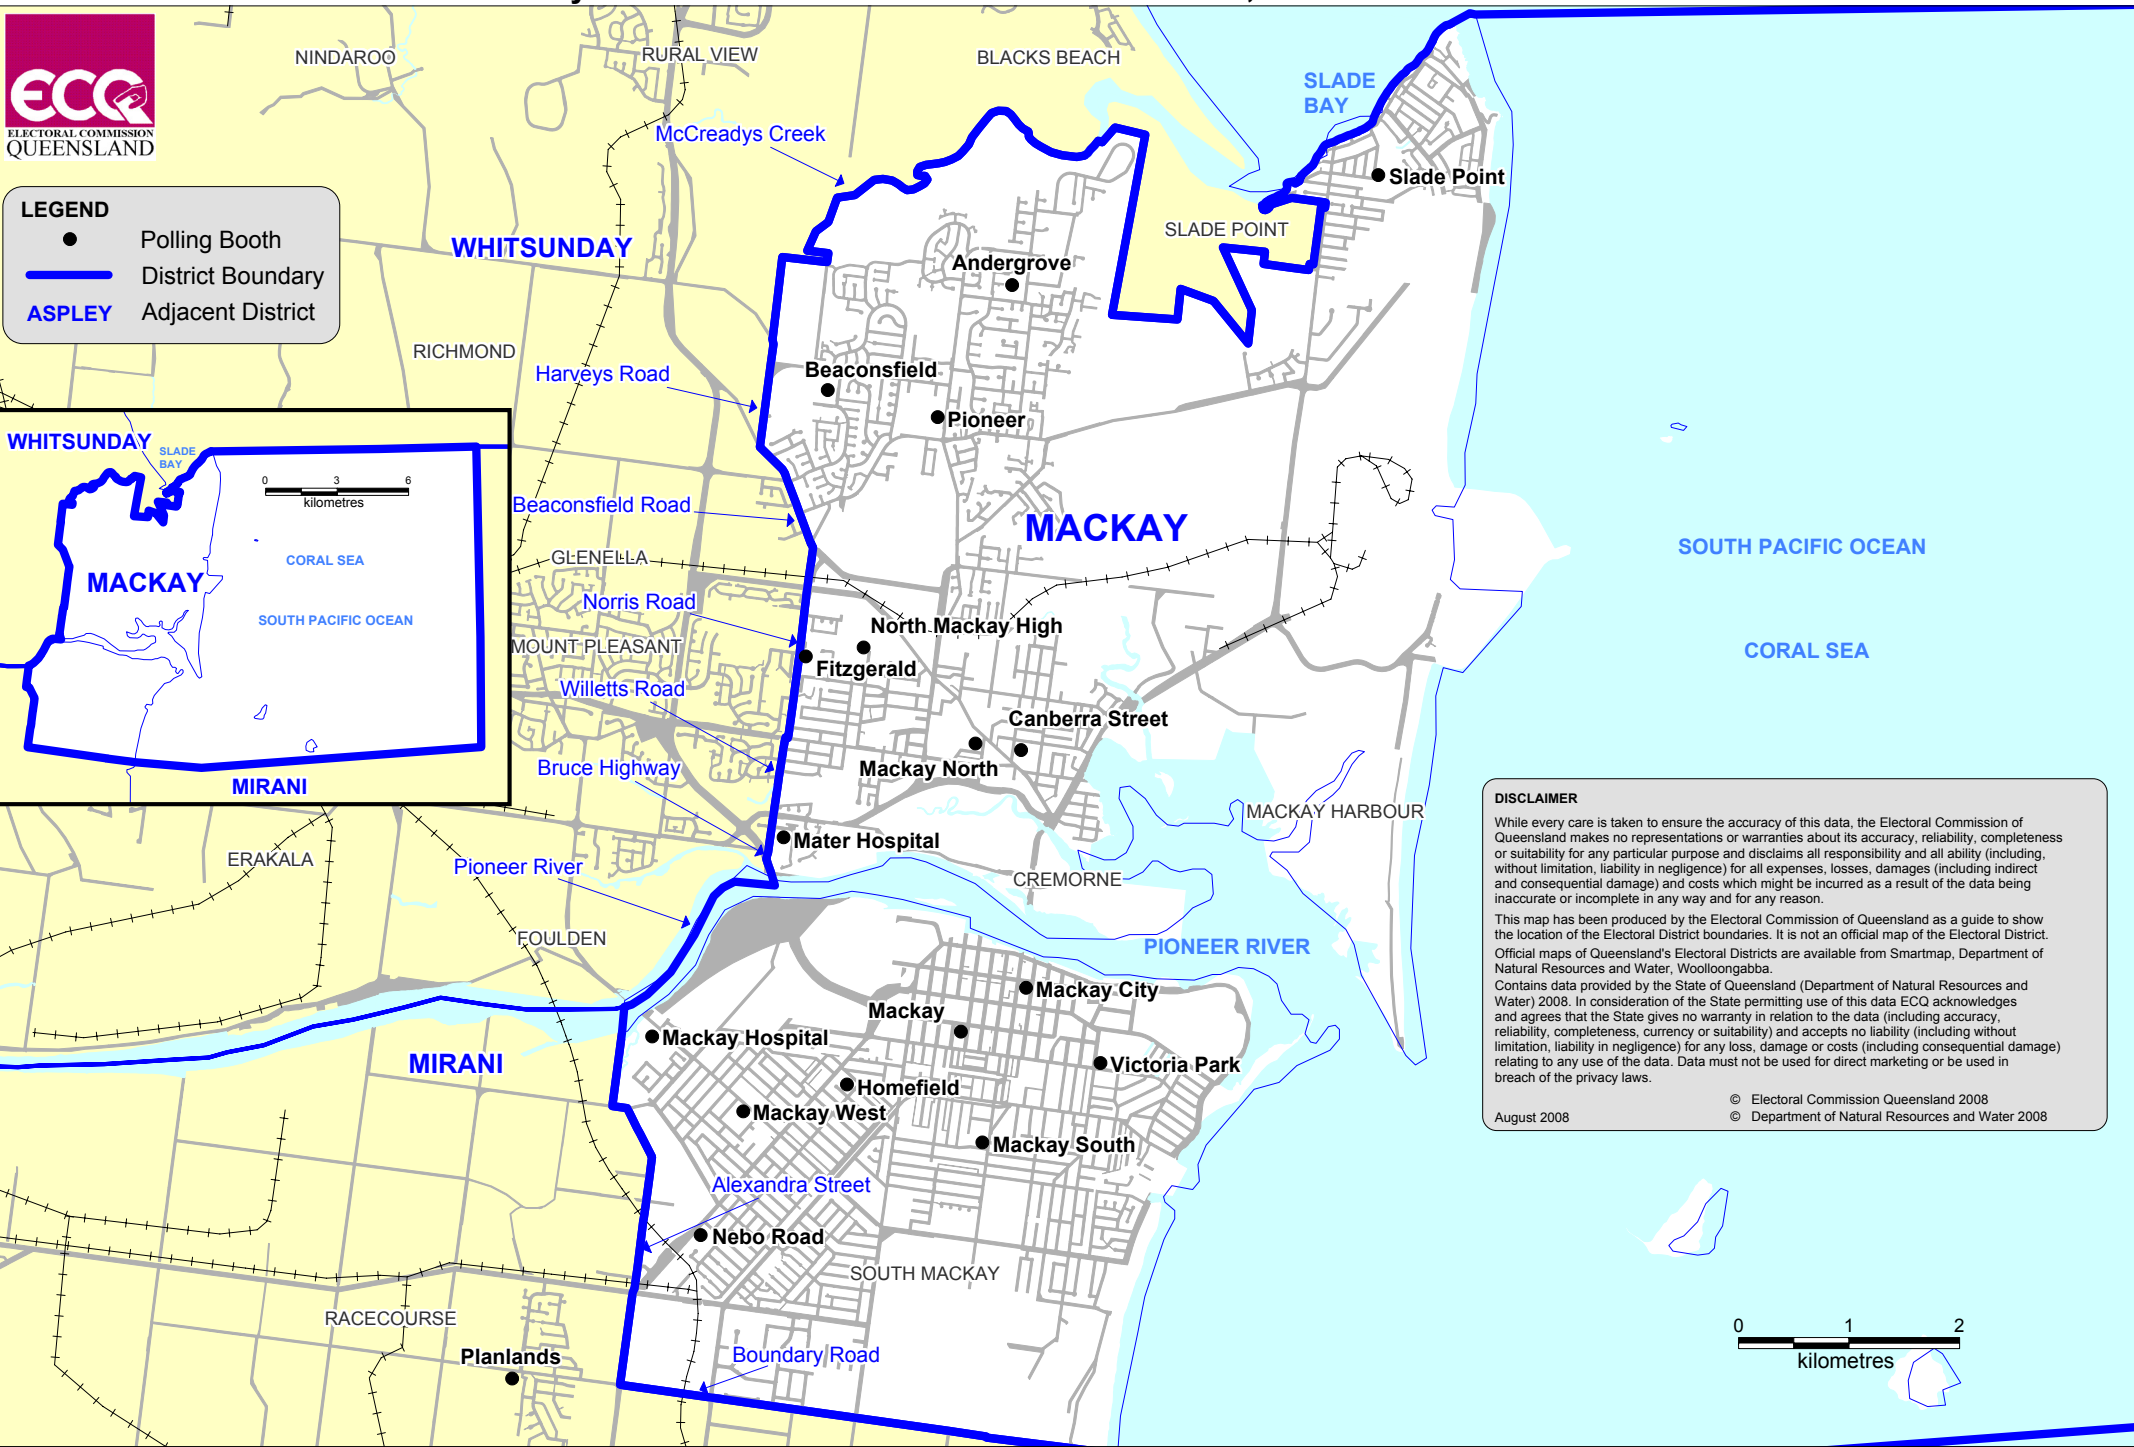 ECQ
ELECTORAL COMMISSION
QUEENSLAND
LEGEND
Polling Booth
District Boundary
ASPLEY Adjacent District
NINDAROO
RURAL VIEW
BLACKS BEACH
SLADE
BAY
McCreadys Creek
Slade Point
WHITSUNDAY
SLADE POINT
Andergrove
RICHMOND
Harveys Road
Beaconsfield
Pioneer
WHITSUNDAY
SLADE
BAY
0 3 6
kilometres
CORAL SEA
MACKAY
SOUTH PACIFIC OCEAN
MIRANI
Beaconsfield Road
MACKAY
SOUTH PACIFIC OCEAN
GLENELLA
Norris Road
North Mackay High
MOUNT PLEASANT
CORAL SEA
Fitzgerald
Willetts Road
Canberra Street
Bruce Highway
Mackay North
MACKAY HARBOUR
Mater Hospital
ERAKALA
Pioneer River
CREMORNE
FOULDEN
PIONEER RIVER
Mackay City
Mackay
Mackay Hospital
MIRANI
Victoria Park
Homefield
Mackay West
Mackay South
Alexandra Street
Nebo Road
SOUTH MACKAY
RACECOURSE
Planlands
Boundary Road
DISCLAIMER
While every care is taken to ensure the accuracy of this data, the Electoral Commission of
Queensland makes no representations or warranties about its accuracy, reliability, completeness
or suitability for any particular purpose and disclaims all responsibility and all ability (including,
without limitation, liability in negligence) for all expenses, losses, damages (including indirect
and consequential damage) and costs which might be incurred as a result of the data being
inaccurate or incomplete in any way and for any reason.
This map has been produced by the Electoral Commission of Queensland as a guide to show
the location of the Electoral District boundaries. It is not an official map of the Electoral District.
Official maps of Queensland's Electoral Districts are available from Smartmap, Department of
Natural Resources and Water, Woolloongabba.
Contains data provided by the State of Queensland (Department of Natural Resources and
Water) 2008. In consideration of the State permitting use of this data ECQ acknowledges
and agrees that the State gives no warranty in relation to the data (including accuracy,
reliability, completeness, currency or suitability) and accepts no liability (including without
limitation, liability in negligence) for any loss, damage or costs (including consequential damage)
relating to any use of the data. Data must not be used for direct marketing or be used in
breach of the privacy laws.
© Electoral Commission Queensland 2008
August 2008 © Department of Natural Resources and Water 2008
0 1 2
kilometres